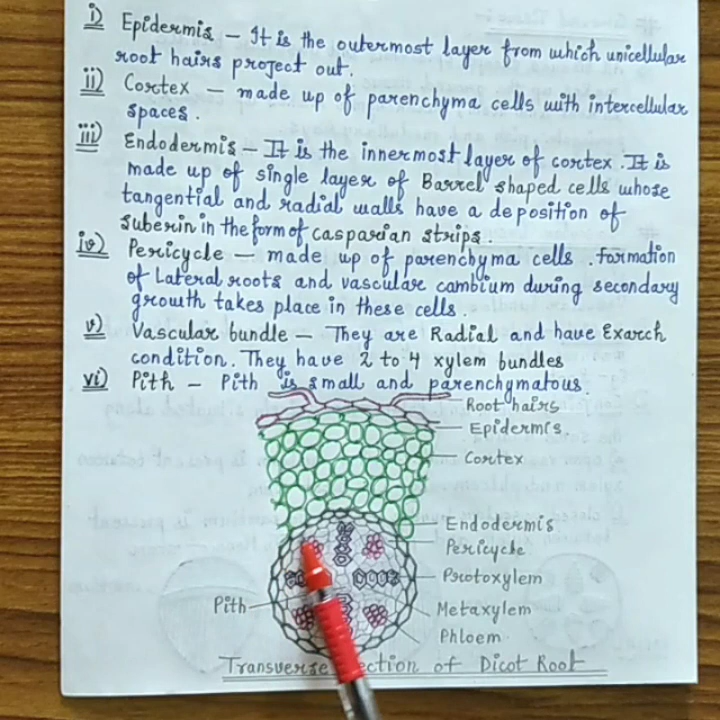 i) Epidermis – It is the outermost layer from which unicellular
root hairs project out.
ii) Cortex – made up of parenchyma cells with intercellular
spaces.
iii) Endodermis – It is the innermost layer of cortex. It is
made up of single layer of Barrel shaped cells whose
tangential and radial walls have a deposition of
suberin in the form of casparian strips.
iv) Pericycle – made up of parenchyma cells. Formation
of Lateral roots and vascular cambium during secondary
growth takes place in these cells.
v) Vascular bundle – They are Radial and have Exarch
condition. They have 2 to 4 xylem bundles
vi) Pith – Pith is small and parenchymatous.
Root hairs
Epidermis.
Cortex
Endodermis
Pericycle
Protoxylem
Pith
Metaxylem
Phloem
Transverse ection of Dicot Root